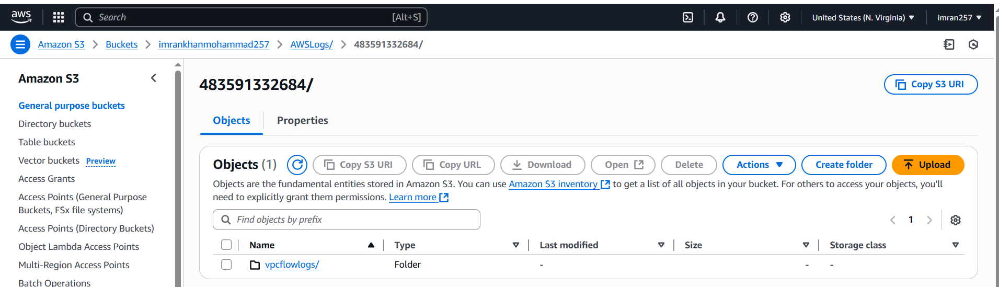 aws
Search [Alt+S]
United States (N. Virginia) imran257
Amazon S3 Buckets imrankhanmohammad257 AWSLogs/ 483591332684/
Amazon S3
General purpose buckets
Directory buckets
Table buckets
Vector buckets Preview
Access Grants
Access Points (General Purpose
Buckets, FSx file systems)
Access Points (Directory Buckets)
Object Lambda Access Points
Multi-Region Access Points
Batch Operations
483591332684/
Copy S3 URI
Objects Properties
Objects (1) Copy S3 URI Copy URL Download Open Delete Actions Create folder Upload
Objects are the fundamental entities stored in Amazon S3. You can use Amazon S3 inventory to get a list of all objects in your bucket. For others to access your objects, you'll
need to explicitly grant them permissions. Learn more
Find objects by prefix
1
Name Type Last modified Size Storage class
vpcflowlogs/ Folder - - -